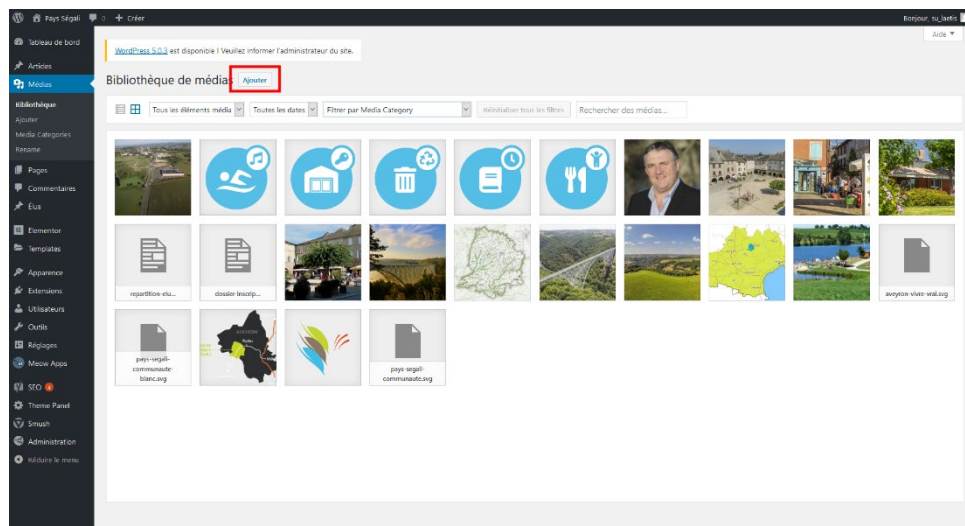 Pays Ségali 0 + Créer Bonjour, su_laetis
Aide
WordPress 5.0.3 est disponible ! Veuillez informer l'administrateur du site.
Bibliothèque de médias Ajouter
Tous les éléments média Toutes les dates Filtrer par Media Category Réinitialiser tous les filtres Rechercher des médias...
Tableau de bord
Articles
Médias
Bibliothèque
Ajouter
Media Categories
Rename
Pages
Commentaires
Élus
Elementor
Templates
Apparence
Extensions
Utilisateurs
Outils
Réglages
Meow Apps
SEO
Theme Panel
Smush
Administration
Réduire le menu
repartition-elu...
dossier-inscrip...
aveyron-vivre-vrai.svg
pays-segali-
communaute-
blanc.svg
AVEYRON
pays-segali-
communaute.svg